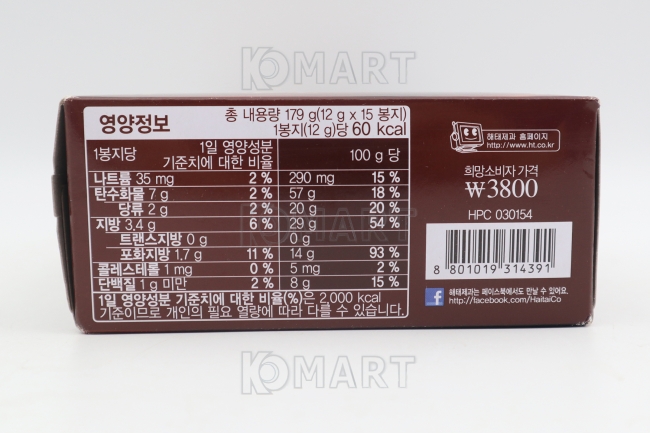 KOMART
영양정보
총 내용량 179 g(12 g x 15 봉지)
1봉지(12 g)당 60 kcal
1봉지당 1일 영양성분 기준치에 대한 비율 100 g 당
나트륨 35 mg 2 % 290 mg 15 %
탄수화물 7 g 2 % 57 g 18 %
당류 2 g 2 % 20 g 20 %
지방 3.4 g 6 % 29 g 54 %
트랜스지방 0 g 0 g
포화지방 1.7 g 11 % 14 g 93 %
콜레스테롤 1 mg 0 % 5 mg 2 %
단백질 1 g 미만 2 % 8 g 15 %
1일 영양성분 기준치에 대한 비율(%)은 2,000 kcal
기준이므로 개인의 필요 열량에 따라 다를 수 있습니다.
해태제과 홈페이지
http://www.ht.co.kr
희망소비자 가격
₩3800
HPC 030154
8 801019 314391
해태제과는 페이스북에서도 만날 수 있어요.
http://facebook.com/HaitaiCo
KOMART
KOMART